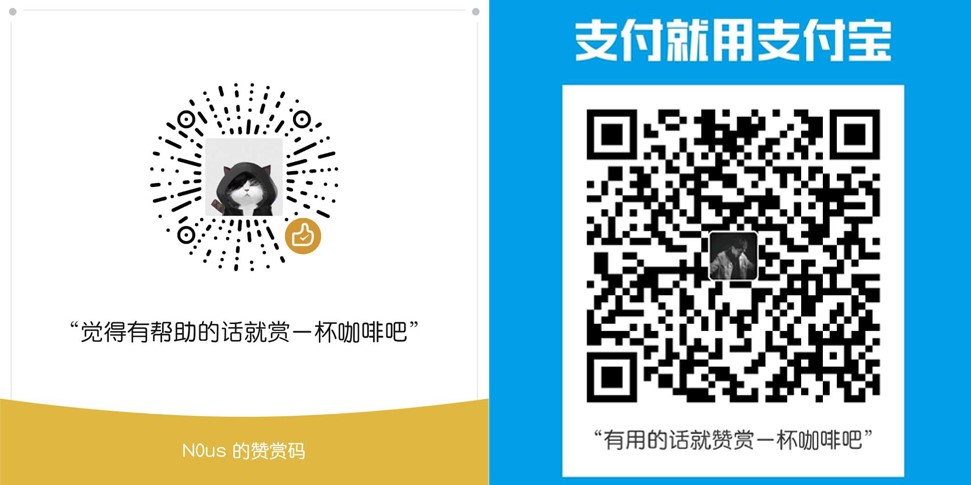 “觉得有帮助的话就赏一杯咖啡吧”
N0us 的赞赏码
支付就用支付宝
“有用的话就赞赏一杯咖啡吧”